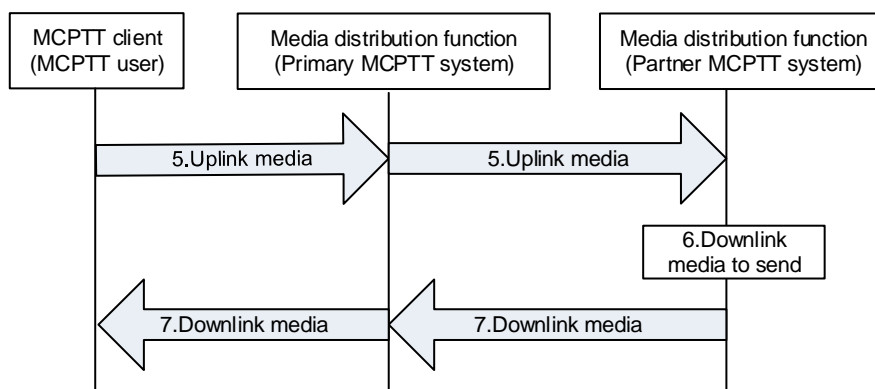 MCPTT client
(MCPTT user)
Media distribution function
(Primary MCPTT system)
Media distribution function
(Partner MCPTT system)
5.Uplink media
5.Uplink media
6.Downlink
media to send
7.Downlink media
7.Downlink media